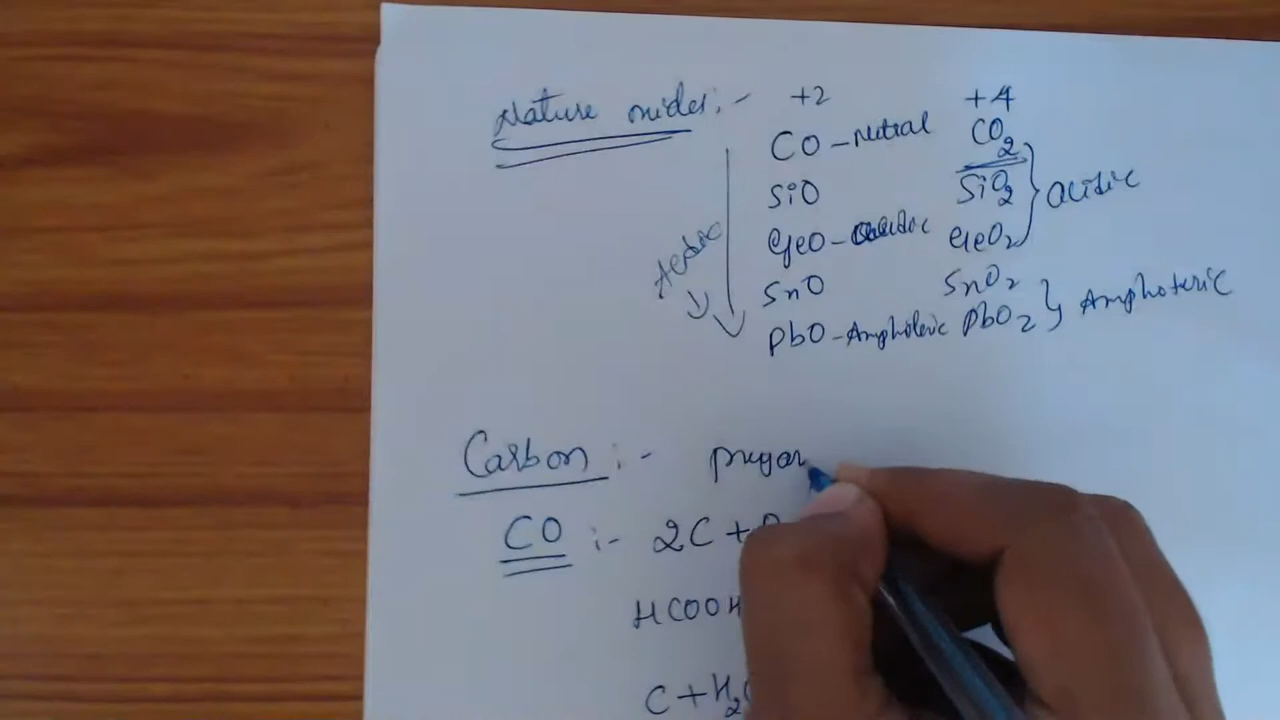 Nature oxides :- +2 +4
CO - Nutral CO2
SiO SiO2 } acidic
GeO - GeO2
Acidic
SnO SnO2
PbO - Amphoteric PbO2 } Amphoteric
Carbon :- prepar
CO :- 2C +
HCOOH
C + H2